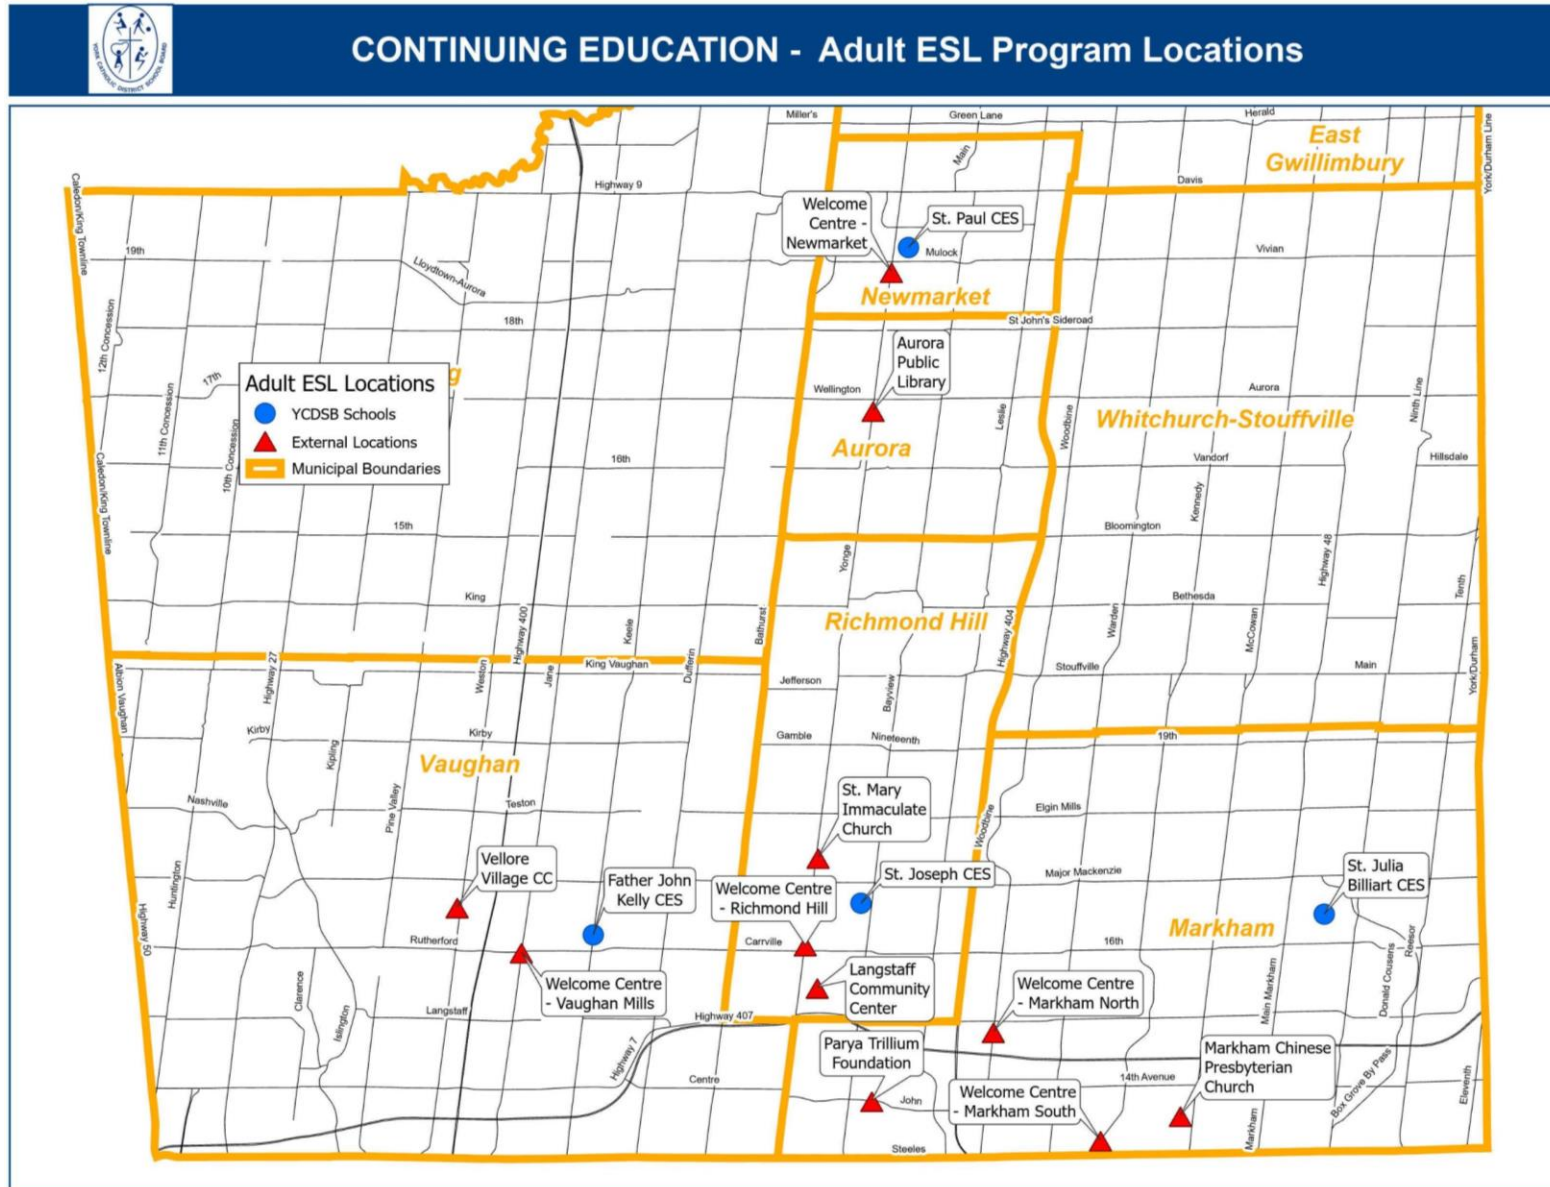 YORK CATHOLIC DISTRICT SCHOOL BOARD
CONTINUING EDUCATION - Adult ESL Program Locations
Miller's
Green Lane
Herald
York/Durham Line
East
Gwillimbury
Main
Davis
Highway 9
Caledon/King Townline
Welcome
Centre -
Newmarket
St. Paul CES
Mulock
Vivian
19th
Lloydtown-Aurora
Newmarket
18th
St John's Sideroad
12th Concession
Aurora
Public
Library
17th
Adult ESL Locations
YCDSB Schools
External Locations
Municipal Boundaries
g
Wellington
Aurora
Leslie
Woodbine
Ninth Line
Whitchurch-Stouffville
11th Concession
10th Concession
Aurora
16th
Vandorf
Hillsdale
Caledon/King Townline
Kennedy
15th
Bloomington
Yonge
Highway 48
King
Bethesda
Tenth
Richmond Hill
Highway 400
Keele
Bathurst
Highway 404
Warden
McCowan
Albion Vaughan
Highway 27
Weston
Jane
King Vaughan
Dufferin
Stouffville
Main
York/Durham
Jefferson
Bayview
Kirby
Kirby
Gamble
Nineteenth
19th
Kipling
Vaughan
St. Mary
Immaculate
Church
Nashville
Pine Valley
Teston
Elgin Mills
Woodbine
Vellore
Village CC
Father John
Kelly CES
St. Joseph CES
Major Mackenzie
St. Julia
Billiart CES
Huntington
Welcome Centre
- Richmond Hill
Highway 50
Rutherford
Carrville
16th
Markham
Reesor
Langstaff
Community
Center
Welcome Centre
- Vaughan Mills
Welcome Centre
- Markham North
Clarence
Islington
Langstaff
Highway 407
Main Markham
Donald Cousens
Parya Trillium
Foundation
Markham Chinese
Presbyterian
Church
Highway 7
Centre
14th Avenue
John
Welcome Centre
- Markham South
Box Grove By Pass
Eleventh
Markham
Steeles